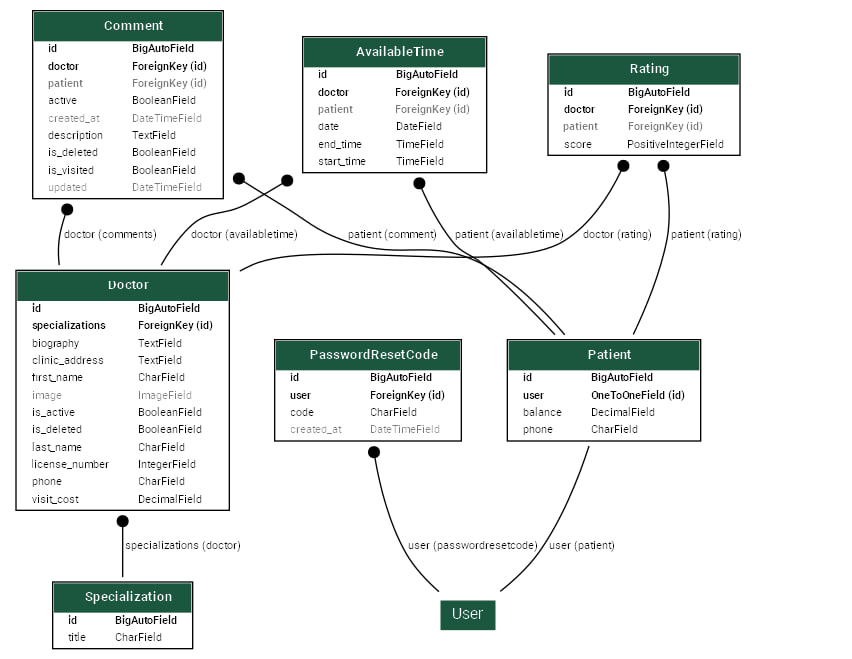 Comment
id BigAutoField
doctor ForeignKey (id)
patient ForeignKey (id)
active BooleanField
created_at DateTimeField
description TextField
is_deleted BooleanField
is_visited BooleanField
updated DateTimeField
AvailableTime
id BigAutoField
doctor ForeignKey (id)
patient ForeignKey (id)
date DateField
end_time TimeField
start_time TimeField
Rating
id BigAutoField
doctor ForeignKey (id)
patient ForeignKey (id)
score PositiveIntegerField
doctor (comments)
doctor (availabletime)
patient (comment)
patient (availabletime)
doctor (rating)
patient (rating)
Doctor
id BigAutoField
specializations ForeignKey (id)
biography TextField
clinic_address TextField
first_name CharField
image ImageField
is_active BooleanField
is_deleted BooleanField
last_name CharField
license_number IntegerField
phone CharField
visit_cost DecimalField
PasswordResetCode
id BigAutoField
user ForeignKey (id)
code CharField
created_at DateTimeField
Patient
id BigAutoField
user OneToOneField (id)
balance DecimalField
phone CharField
specializations (doctor)
user (passwordresetcode)
user (patient)
Specialization
id BigAutoField
title CharField
User